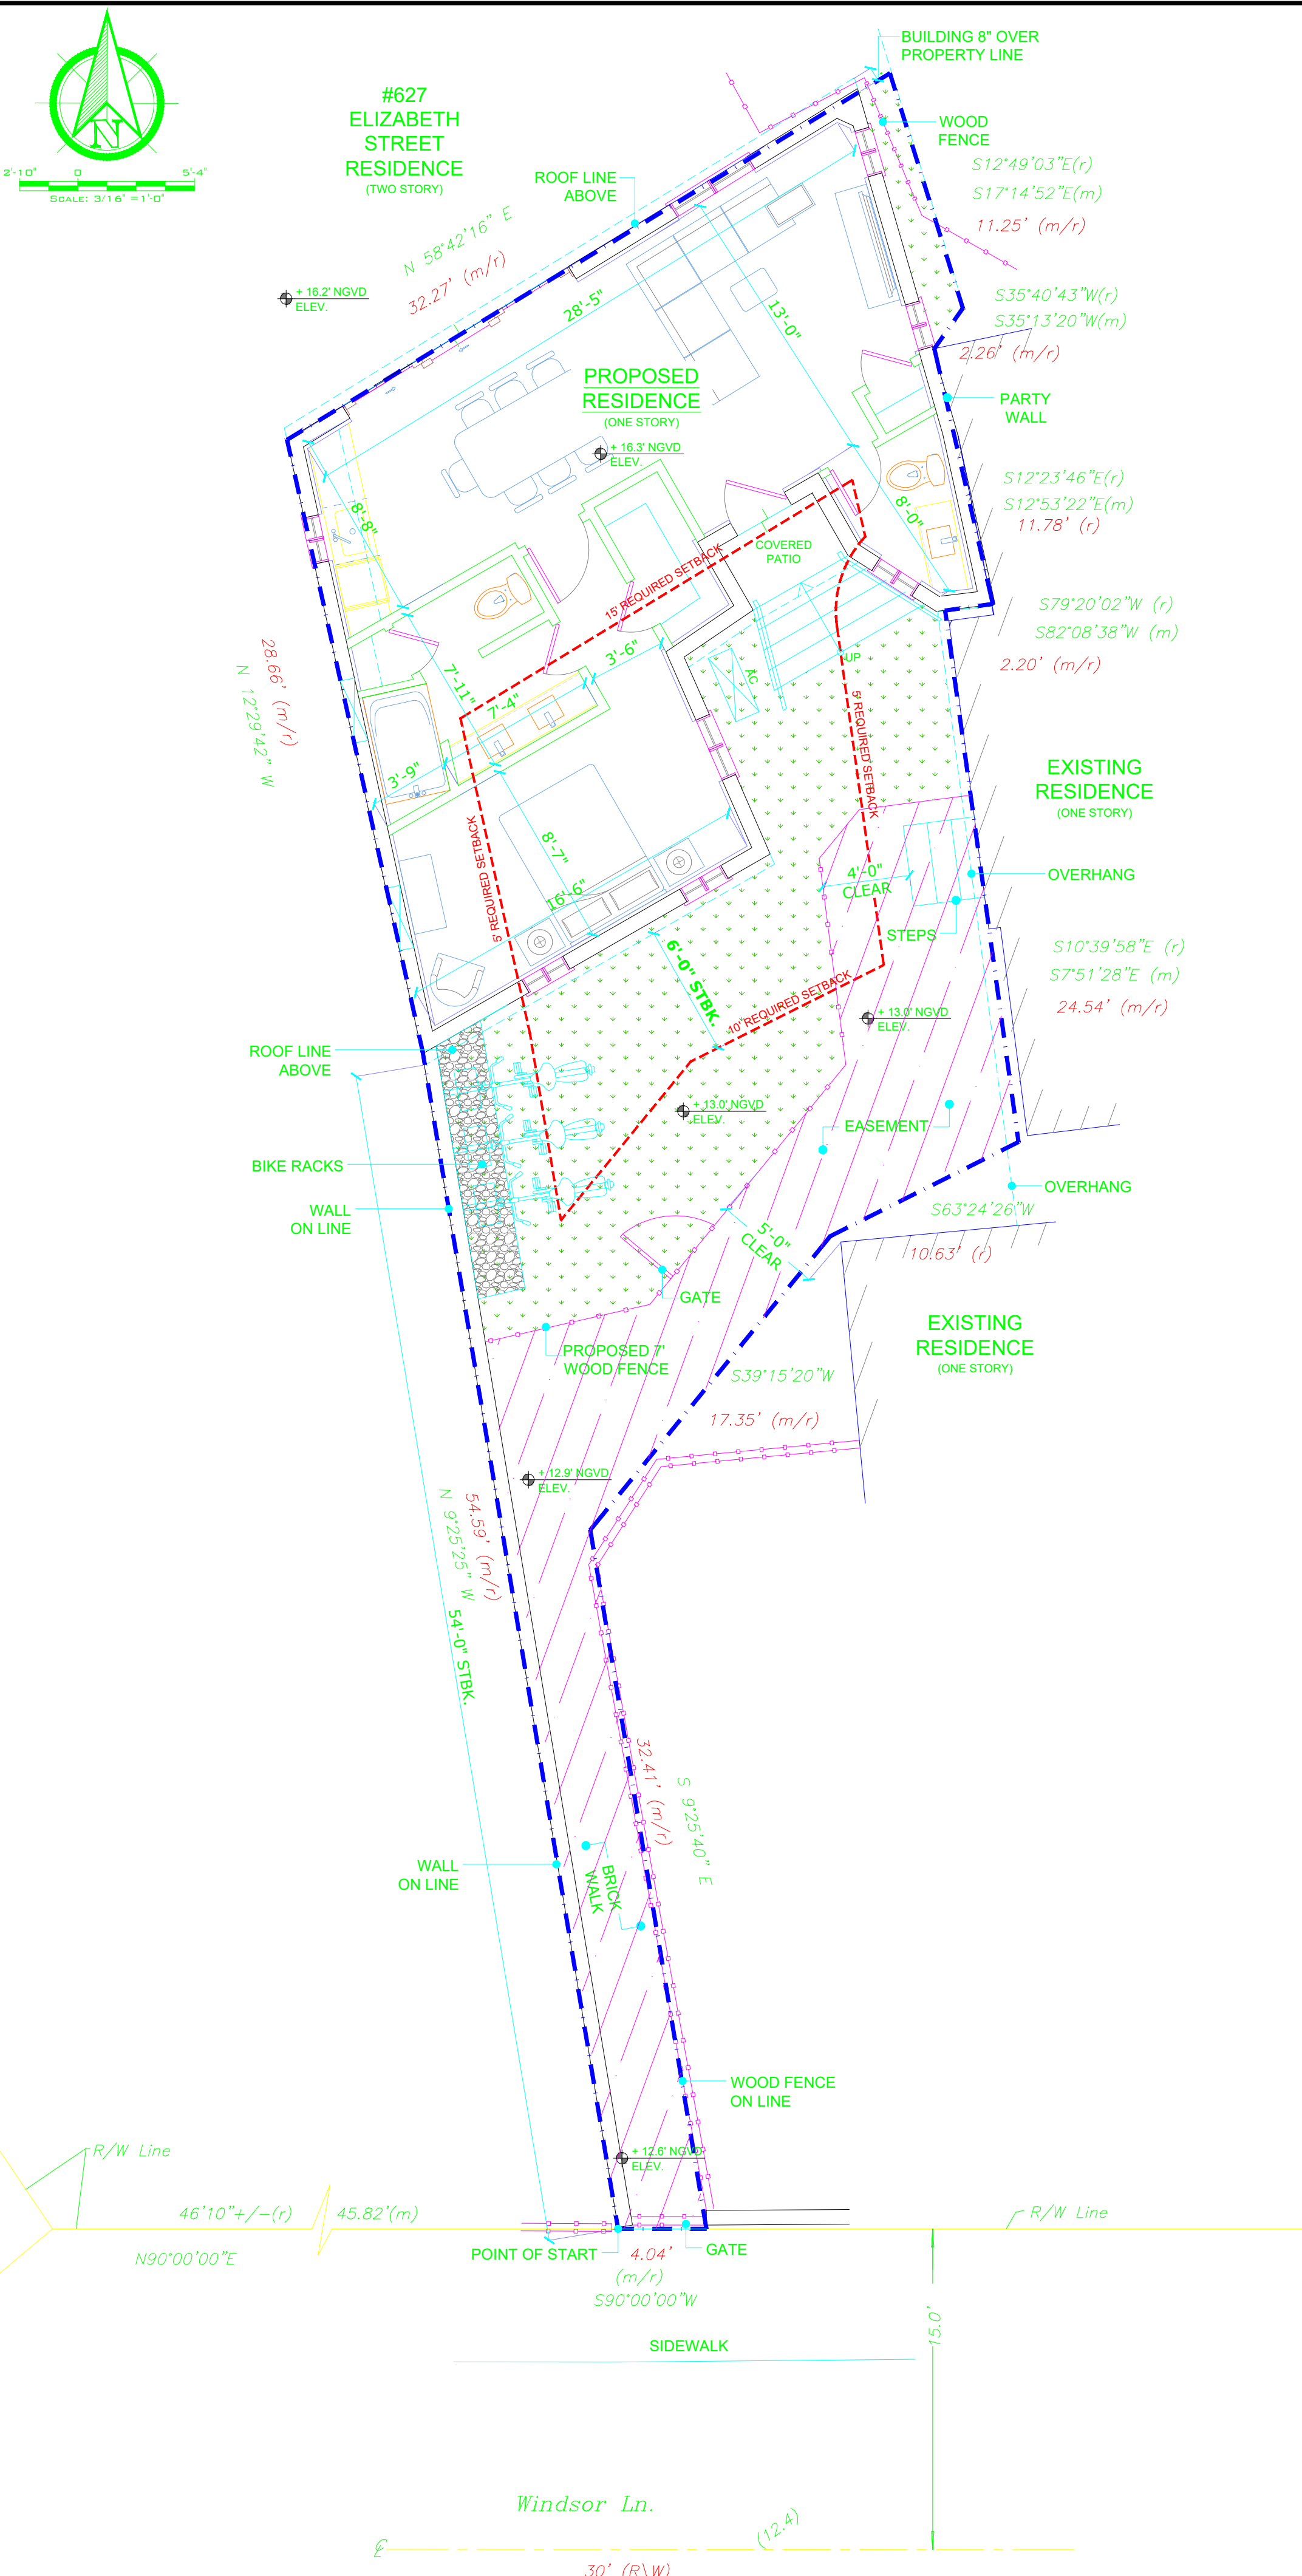 BUILDING 8" OVER
PROPERTY LINE
#627
ELIZABETH
STREET
RESIDENCE
(TWO STORY)
N
2'-10" 0 5'-4"
SCALE: 3/16" =1'-0"
WOOD
FENCE
ROOF LINE
ABOVE
S12°49'03"E(r)
S17°14'52"E(m)
11.25' (m/r)
N 58°42'16" E
32.27' (m/r)
+ 16.2' NGVD
ELEV.
28'-5"
13'-0"
S35°40'43"W(r)
S35°13'20"W(m)
2.26' (m/r)
PROPOSED
RESIDENCE
(ONE STORY)
+ 16.3' NGVD
ELEV.
PARTY
WALL
S12°23'46"E(r)
S12°53'22"E(m)
11.78' (r)
8'-8"
8'-0"
COVERED
PATIO
15' REQUIRED SETBACK
S79°20'02"W (r)
S82°08'38"W (m)
2.20' (m/r)
28.66' (m/r)
N 12°29'42" W
3'-6"
UP
AC
7'-11"
7'-4"
5' REQUIRED SETBACK
3'-9"
EXISTING
RESIDENCE
(ONE STORY)
8'-7"
16'-6"
5' REQUIRED SETBACK
4'-0"
CLEAR
OVERHANG
STEPS
6'-0" STBK.
10' REQUIRED SETBACK
S10°39'58"E (r)
S7°51'28"E (m)
24.54' (m/r)
+ 13.0' NGVD
ELEV.
ROOF LINE
ABOVE
+ 13.0' NGVD
ELEV.
EASEMENT
BIKE RACKS
OVERHANG
WALL
ON LINE
S63°24'26"W
10.63' (r)
5'-0"
CLEAR
GATE
EXISTING
RESIDENCE
(ONE STORY)
PROPOSED 7'
WOOD FENCE
S39°15'20"W
17.35' (m/r)
+ 12.9' NGVD
ELEV.
54.59' (m/r)
N 9°25'25" W
54'-0" STBK.
32.41' (m/r)
S 9°25'40" E
WALL
ON LINE
BRICK
WALK
WOOD FENCE
ON LINE
+ 12.6' NGVD
ELEV.
R/W Line
46'10"+/-(r) 45.82'(m)
N90°00'00"E
R/W Line
POINT OF START
4.04'
(m/r)
S90°00'00"W
GATE
15.0'
SIDEWALK
Windsor Ln.
(12.4)
30' (R\W)